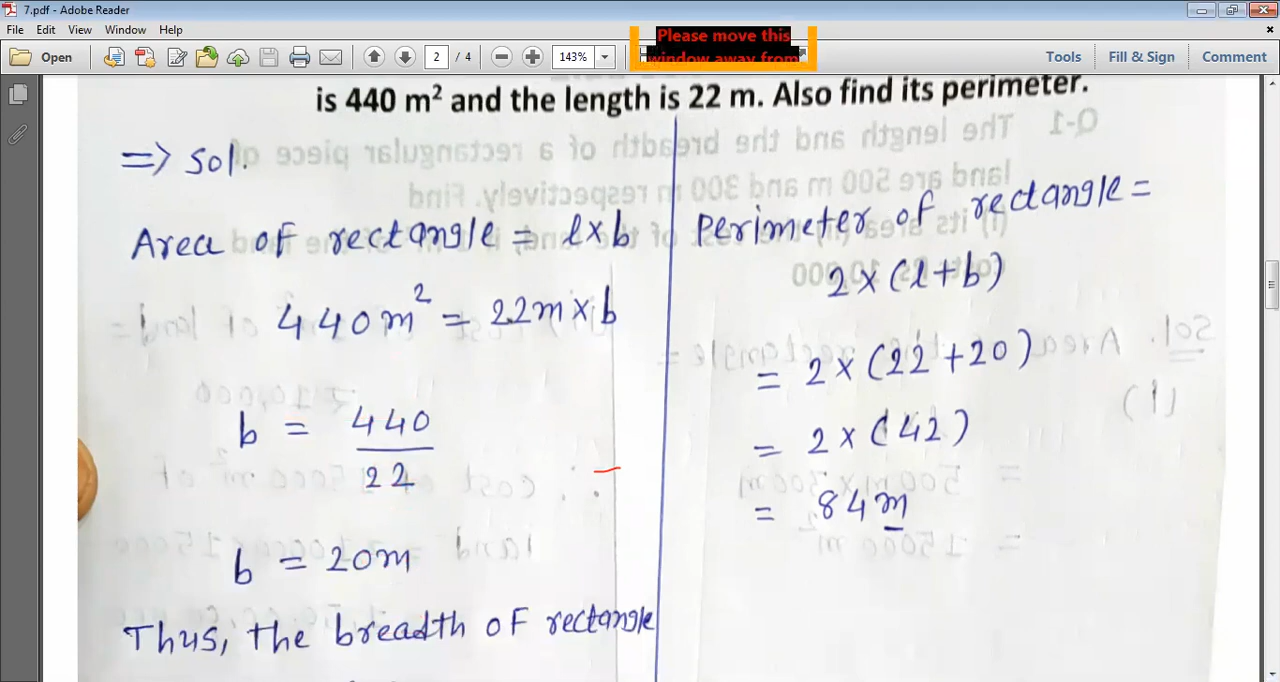 7.pdf - Adobe Reader
File Edit View Window Help
Open 2 / 4 143% Tools Fill & Sign Comment
Please move this
window away from
is 440 m² and the length is 22 m. Also find its perimeter.
=> Sol.
Area of rectangle = l×b
440m² = 22m×b
b = 440
22
b = 20m
Thus, the breadth of rectangle
Perimeter of rectangle =
2×(l+b)
= 2×(22+20)
= 2×(42)
= 84m